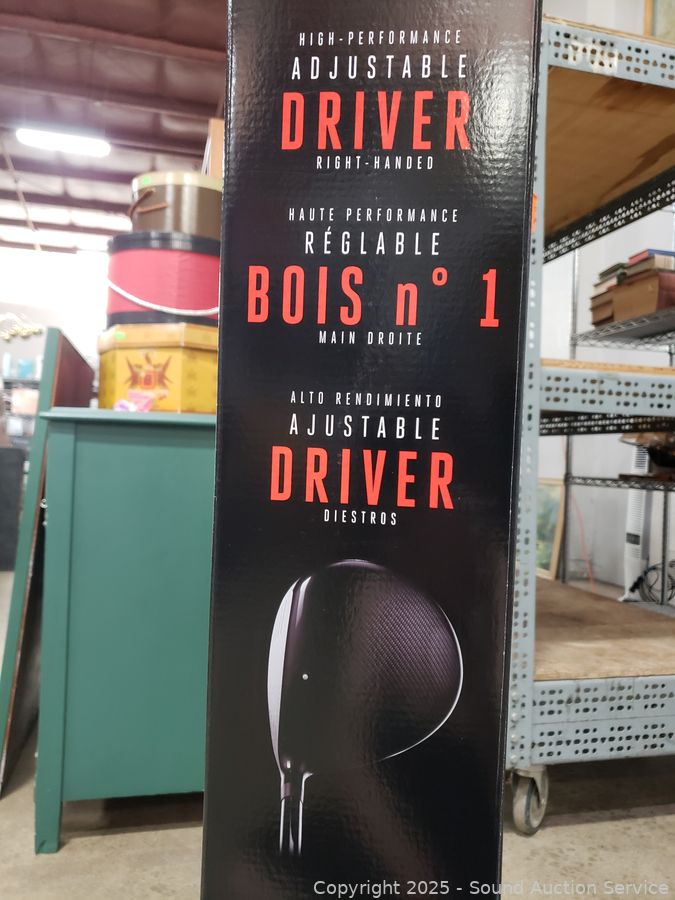 HIGH-PERFORMANCE
ADJUSTABLE
DRIVER
RIGHT-HANDED
HAUTE PERFORMANCE
RÉGLABLE
BOIS n° 1
MAIN DROITE
ALTO RENDIMIENTO
AJUSTABLE
DRIVER
DIESTROS
Copyright 2025 - Sound Auction Service